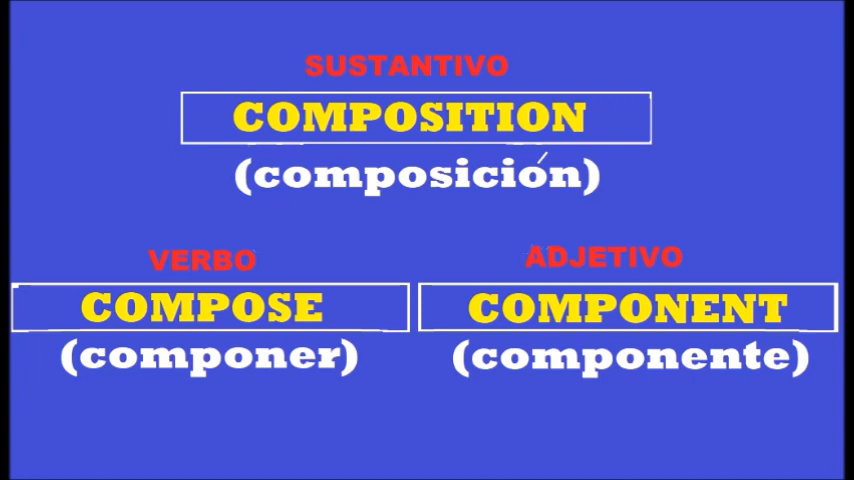 SUSTANTIVO
COMPOSITION
(composición)
VERBO
COMPOSE
(componer)
ADJETIVO
COMPONENT
(componente)